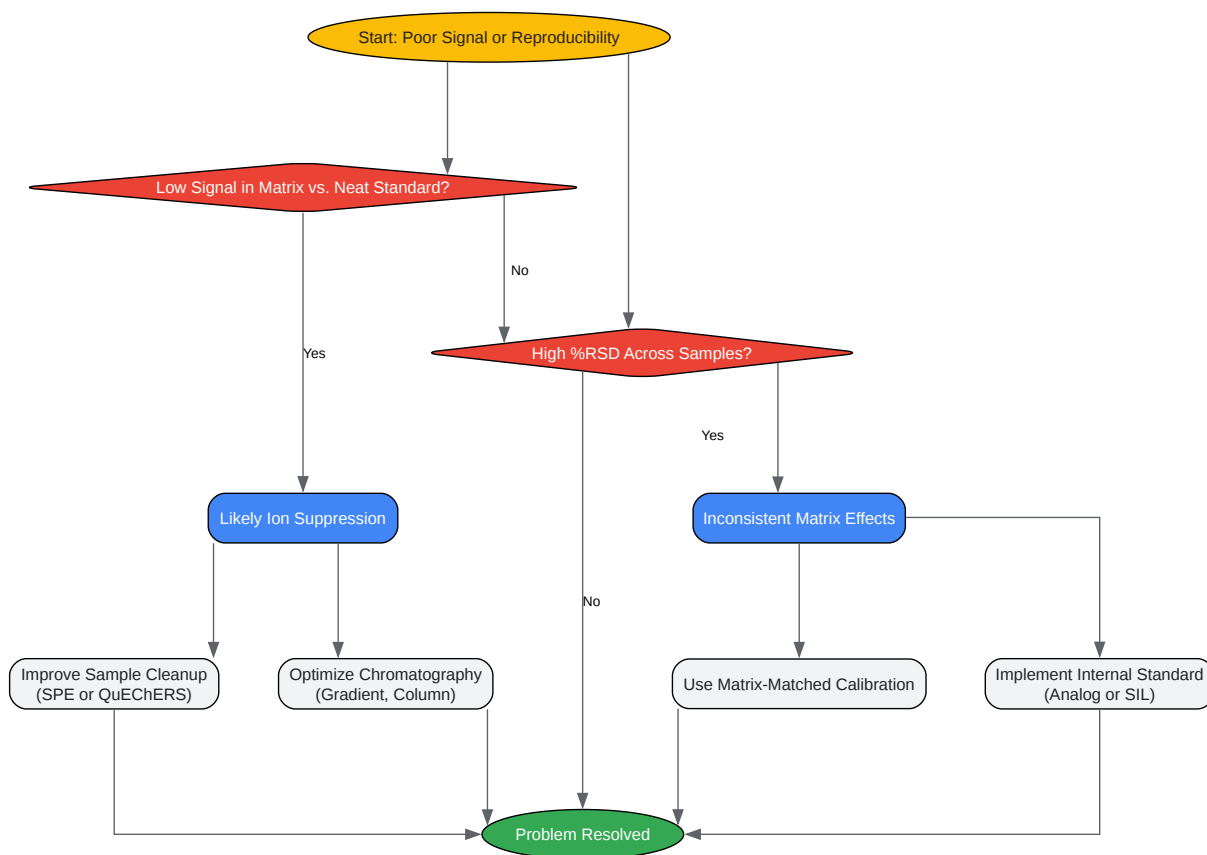 Start: Poor Signal or Reproducibility
Low Signal in Matrix vs. Neat Standard?
No
Yes
High %RSD Across Samples?
Yes
Likely Ion Suppression
Inconsistent Matrix Effects
No
Improve Sample Cleanup
(SPE or QuEChERS)
Optimize Chromatography
(Gradient, Column)
Use Matrix-Matched Calibration
Implement Internal Standard
(Analog or SIL)
Problem Resolved